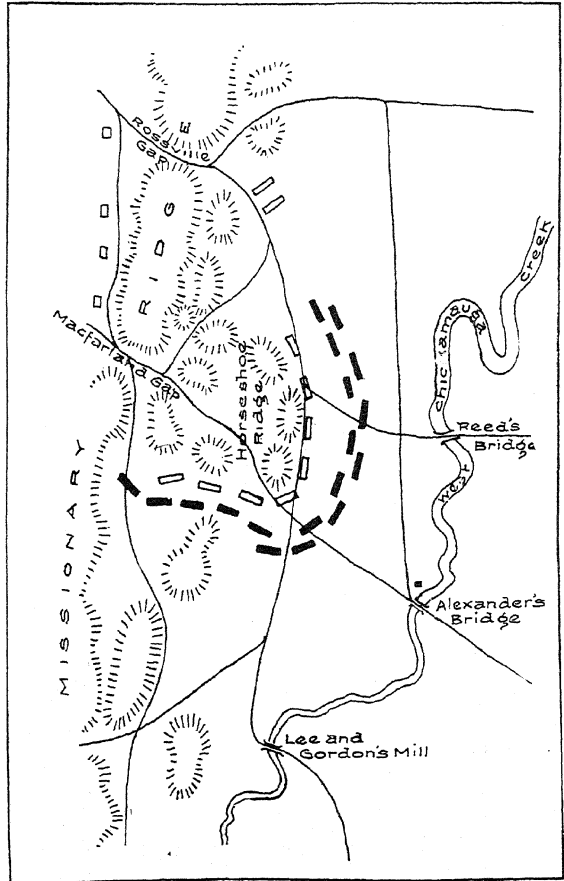 Rossville
Gap
RIDGE
Macfarland Gap
Horseshoe
Ridge
MISSIONARY
West
Chickamauga
Creek
Reed's
Bridge
Alexander's
Bridge
Lee and
Gordon's Mill